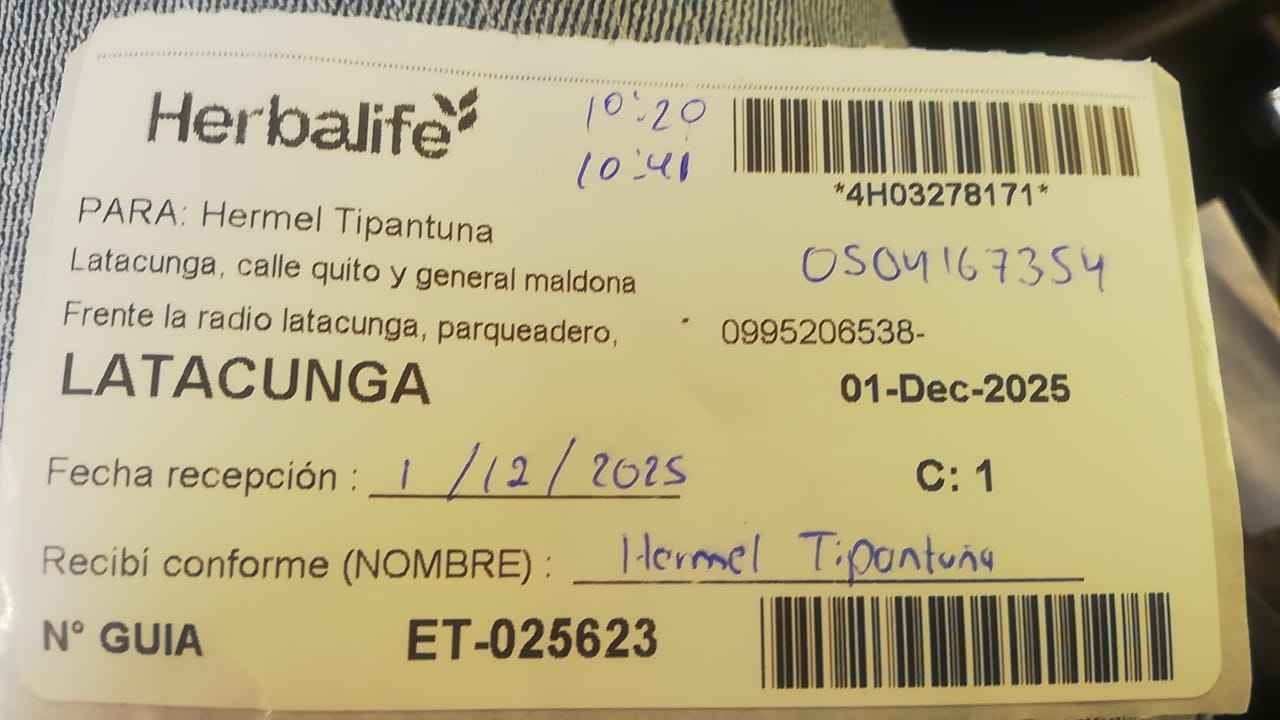 Herbalife
10:20
10:41
*4H03278171*
PARA: Hermel Tipantuna
Latacunga, calle quito y general maldona
0504167354
Frente la radio latacunga, parqueadero,
0995206538-
LATACUNGA
01-Dec-2025
Fecha recepción : 1 /12 / 2025
C: 1
Recibí conforme (NOMBRE) : Hermel Tipantuña
N° GUIA ET-025623